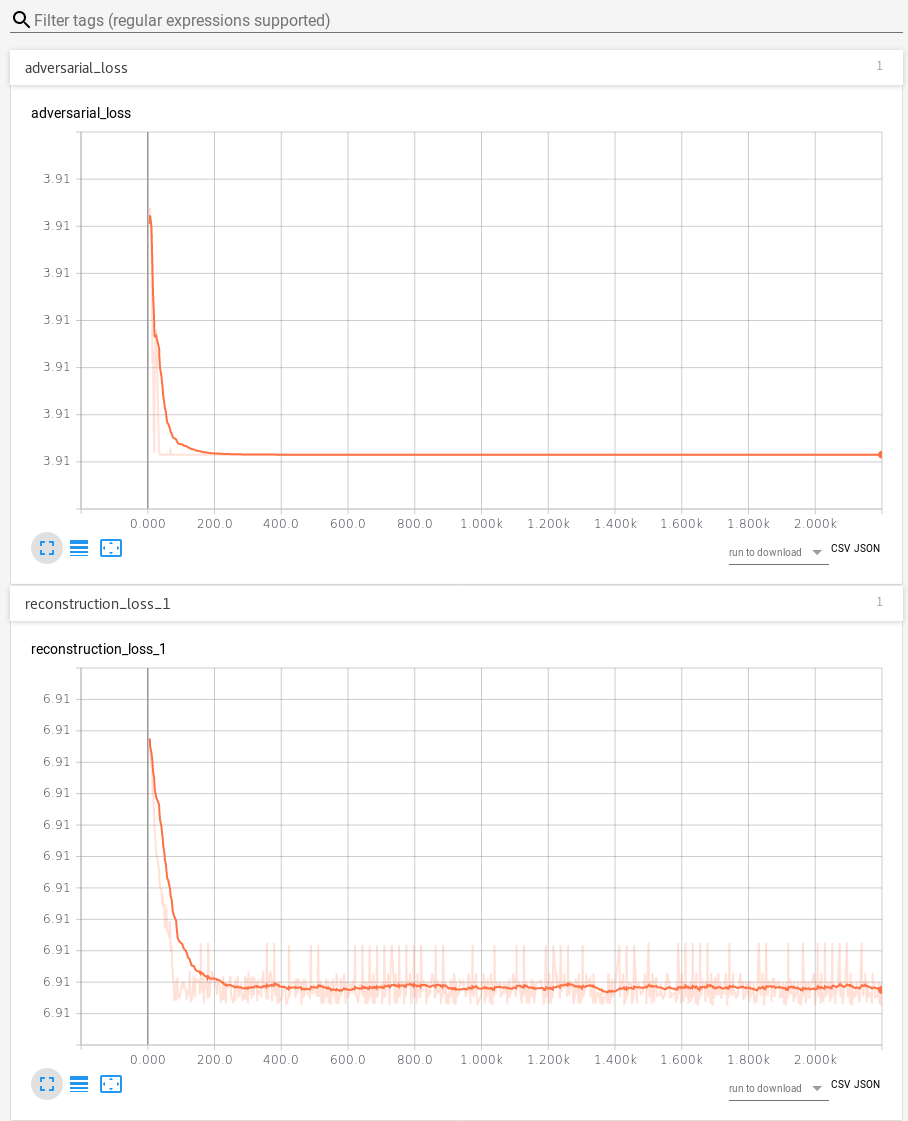 Filter tags (regular expressions supported)
adversarial_loss 1
adversarial_loss
3.91
3.91
3.91
3.91
3.91
3.91
3.91
0.000 200.0 400.0 600.0 800.0 1.000k 1.200k 1.400k 1.600k 1.800k 2.000k
run to download CSV JSON
reconstruction_loss_1 1
reconstruction_loss_1
6.91
6.91
6.91
6.91
6.91
6.91
6.91
6.91
6.91
6.91
6.91
0.000 200.0 400.0 600.0 800.0 1.000k 1.200k 1.400k 1.600k 1.800k 2.000k
run to download CSV JSON